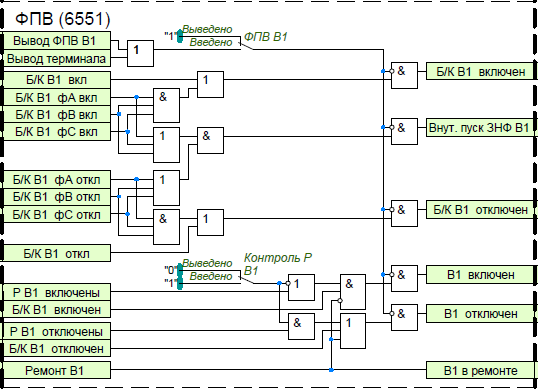 ФПВ (6551)
Вывод ФПВ В1
Вывод терминала
1
"1"
Выведено
Введено
ФПВ В1
Б/К В1 вкл
Б/К В1 фА вкл
Б/К В1 фВ вкл
Б/К В1 фС вкл
&
1
1
&
&
Б/К В1 включен
&
Внут. пуск ЗНФ В1
Б/К В1 фА откл
Б/К В1 фВ откл
Б/К В1 фС откл
1
&
1
&
Б/К В1 отключен
Б/К В1 откл
"0"
"1"
Выведено
Введено
Контроль Р
В1
Р В1 включены
Б/К В1 включен
1
&
&
В1 включен
Р В1 отключены
Б/К В1 отключен
&
1
&
В1 отключен
Ремонт В1
В1 в ремонте